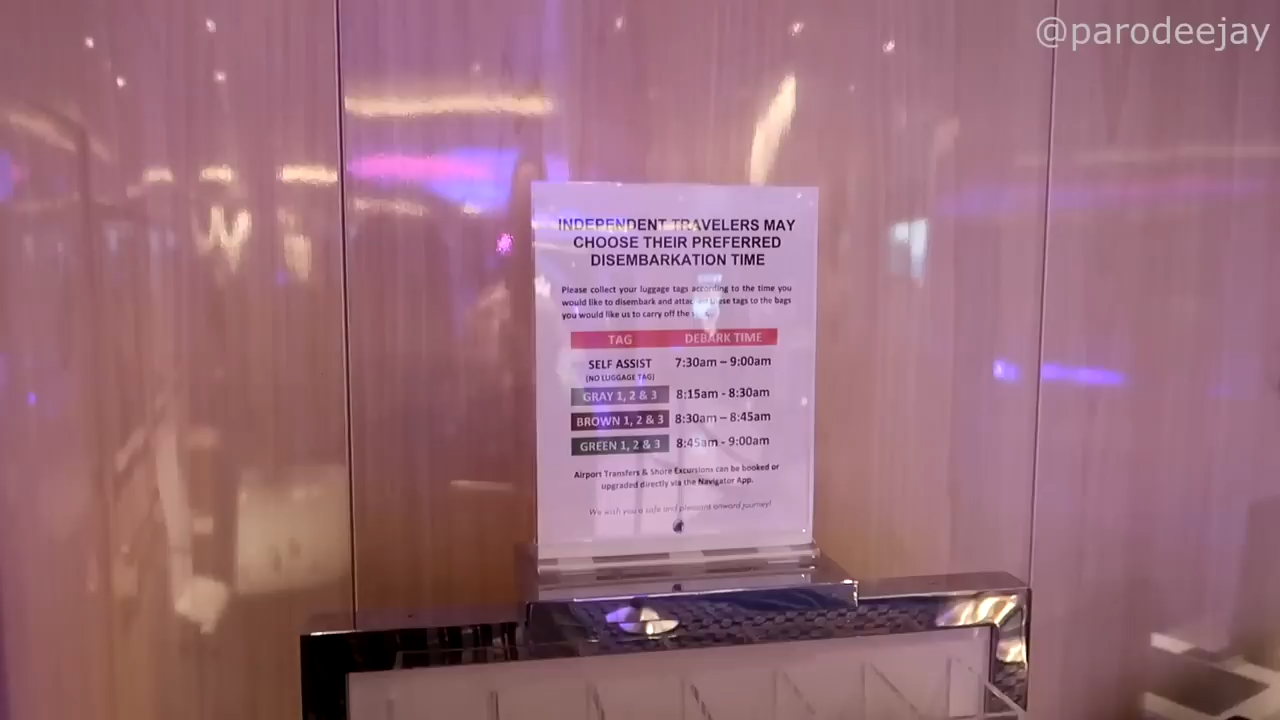 @parodeejay
INDEPENDENT TRAVELERS MAY
CHOOSE THEIR PREFERRED
DISEMBARKATION TIME
Please collect your luggage tags according to the time you
would like to disembark and attach these tags to the bags
you would like us to carry off the
TAG DEBARK TIME
SELF ASSIST 7:30am – 9:00am
(NO LUGGAGE TAG)
GRAY 1, 2 & 3 8:15am - 8:30am
BROWN 1, 2 & 3 8:30am – 8:45am
GREEN 1, 2 & 3 8:45am - 9:00am
Airport Transfers & Shore Excursions can be booked or
upgraded directly via the Navigator App.
We wish you a safe and pleasant onward journey!